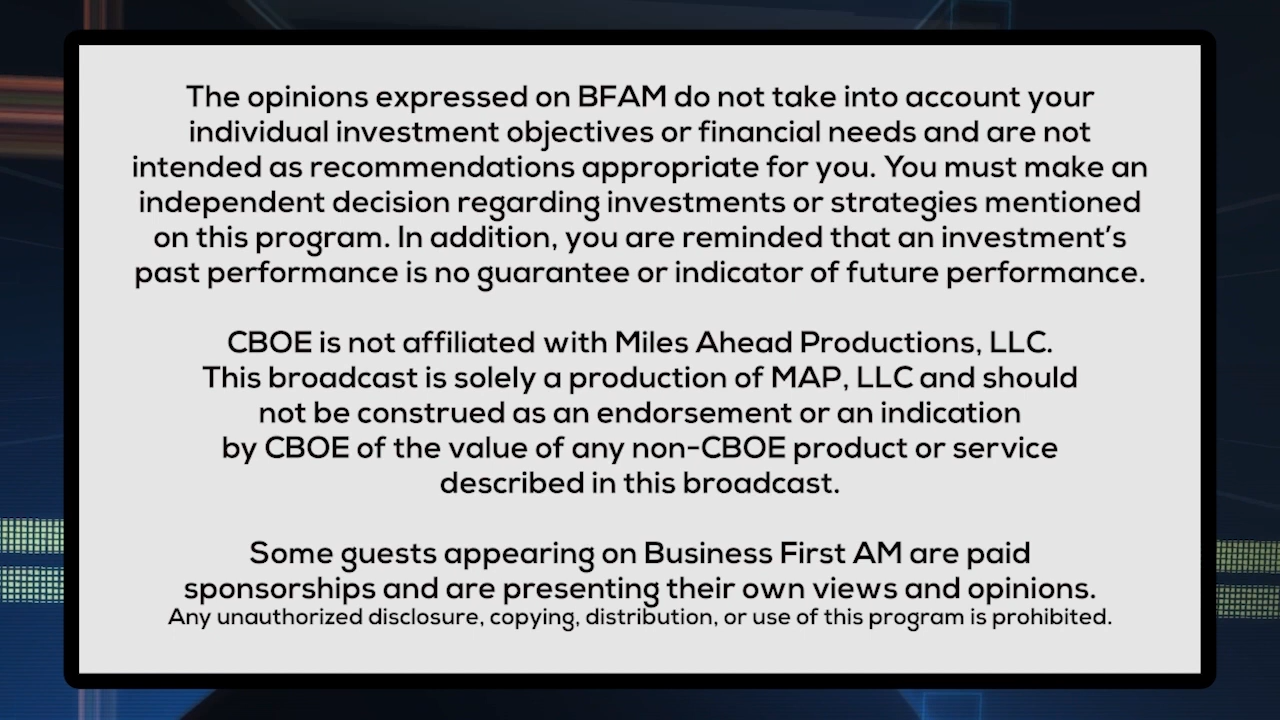 The opinions expressed on BFAM do not take into account your
individual investment objectives or financial needs and are not
intended as recommendations appropriate for you. You must make an
independent decision regarding investments or strategies mentioned
on this program. In addition, you are reminded that an investment’s
past performance is no guarantee or indicator of future performance.
CBOE is not affiliated with Miles Ahead Productions, LLC.
This broadcast is solely a production of MAP, LLC and should
not be construed as an endorsement or an indication
by CBOE of the value of any non-CBOE product or service
described in this broadcast.
Some guests appearing on Business First AM are paid
sponsorships and are presenting their own views and opinions.
Any unauthorized disclosure, copying, distribution, or use of this program is prohibited.